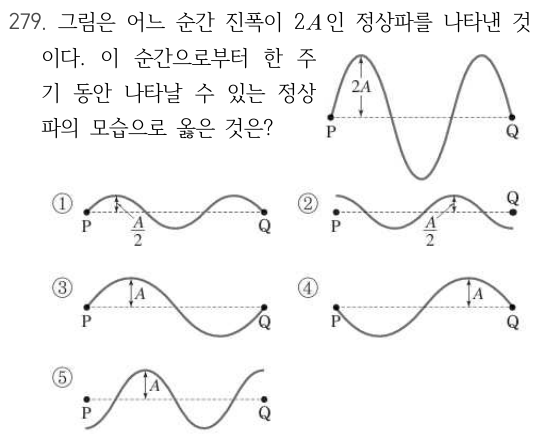 279. 그림은 어느 순간 진폭이 2A인 정상파를 나타낸 것
이다. 이 순간으로부터 한 주
기 동안 나타날 수 있는 정상
파의 모습으로 옳은 것은?
2A
P Q
① P A/2 Q
② P A/2 Q
③ P A Q
④ P A Q
⑤ P A Q